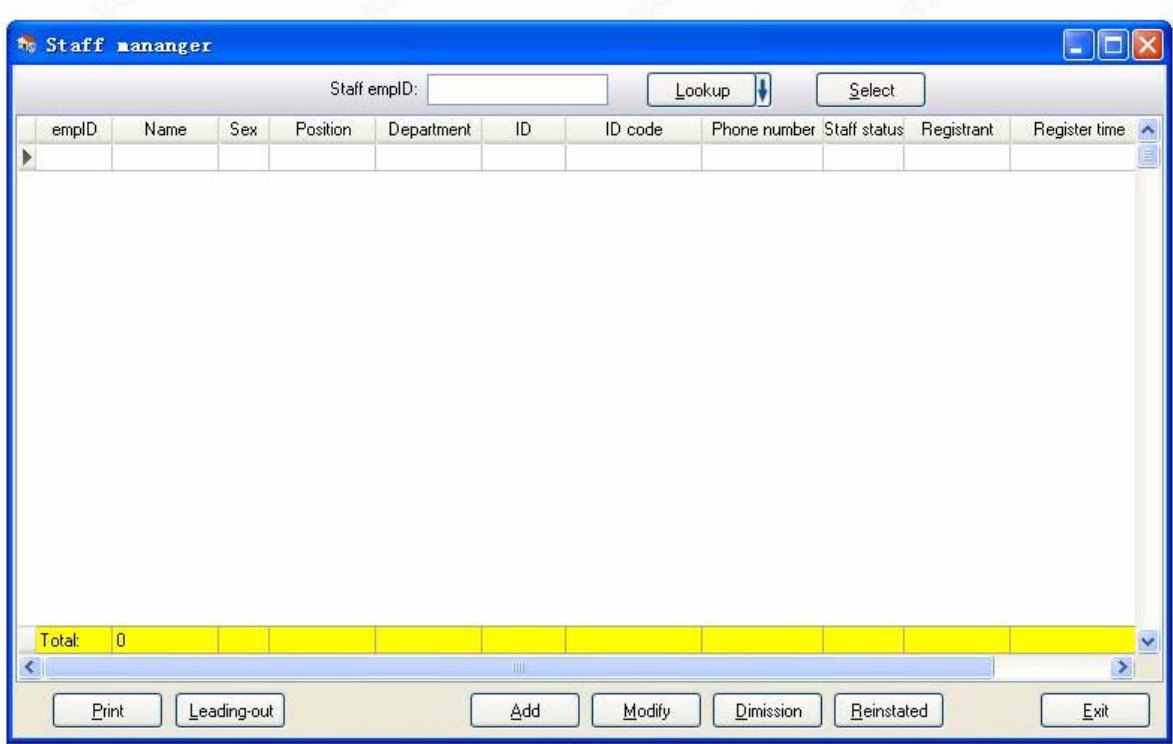 Staff mananger
Staff empID: Lookup Select
empID Name Sex Position Department ID ID code Phone number Staff status Registrant Register time
Total: 0
Print Leading-out Add Modify Dimission Reinstated Exit